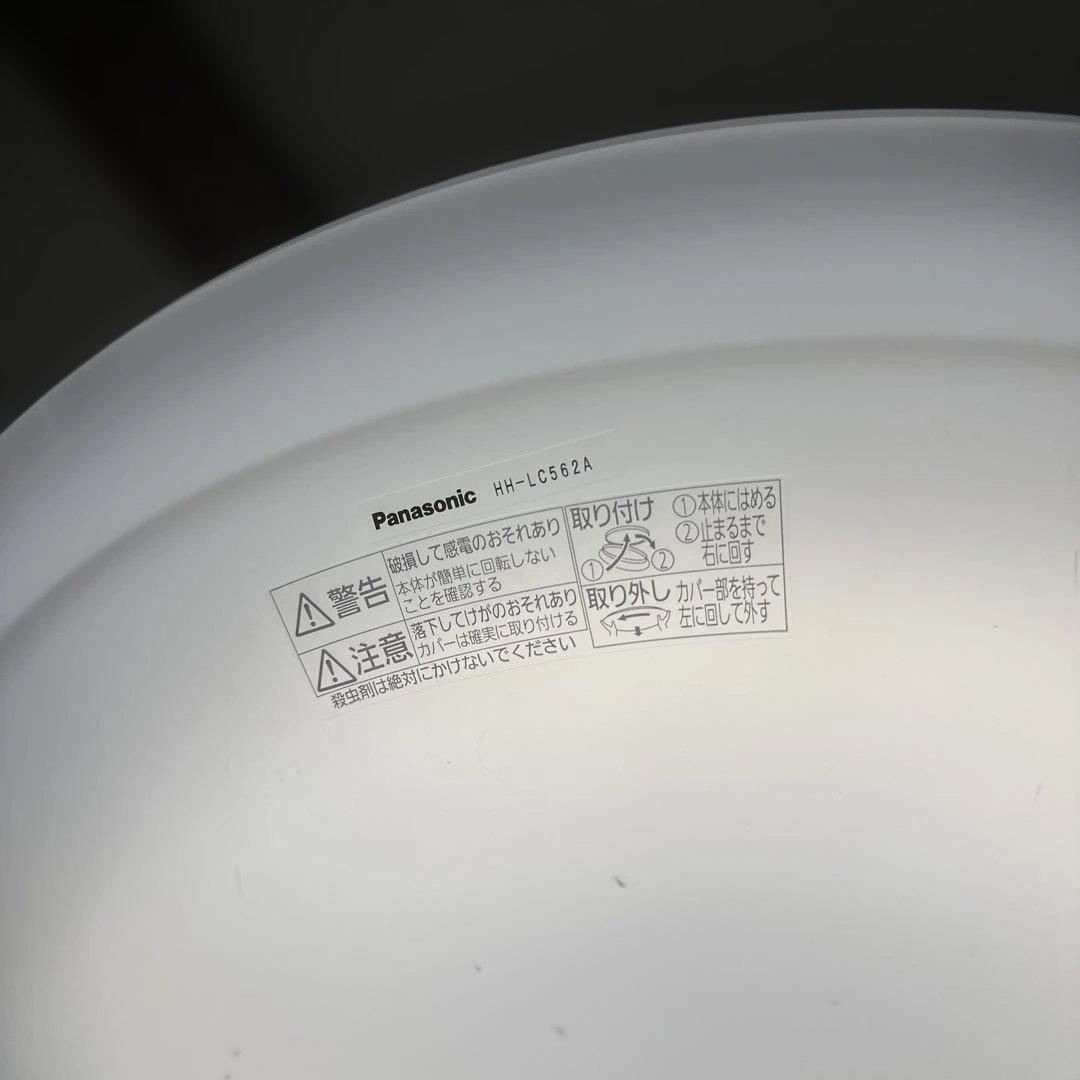 Panasonic HH-LC562A
警告
破損して感電のおそれあり
本体が簡単に回転しない
ことを確認する
注意
落下してけがのおそれあり
カバーは確実に取り付ける
殺虫剤は絶対にかけないでください
取り付け
①本体にはめる
②止まるまで
右に回す
① ②
取り外し
カバー部を持って
左に回して外す